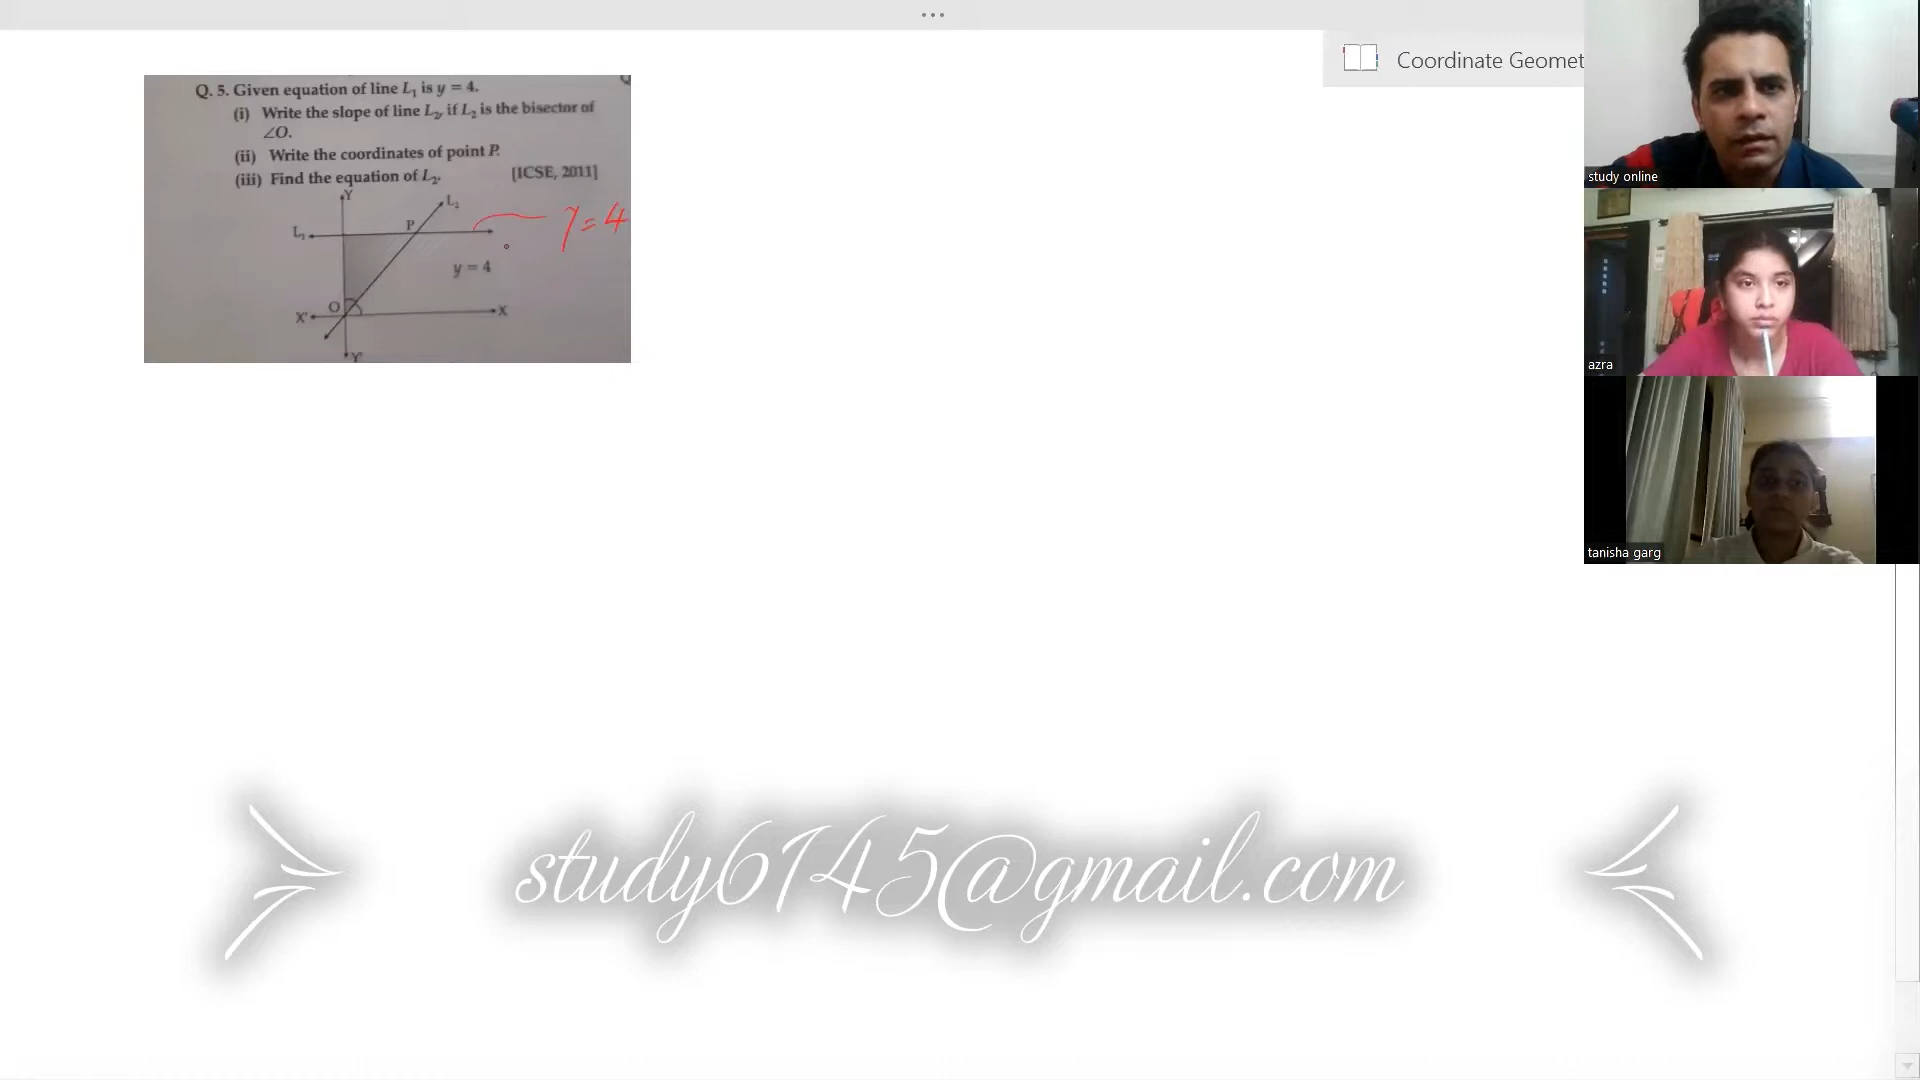 •••
Coordinate Geomet
Q. 5. Given equation of line L₁ is y = 4.
(i) Write the slope of line L₂, if L₂ is the bisector of
∠O.
(ii) Write the coordinates of point P.
(iii) Find the equation of L₂. [ICSE, 2011]
Y
L₂
P
L₁
y = 4
y = 4
O
X'
X
Y'
study online
azra
tanisha garg
study6145@gmail.com